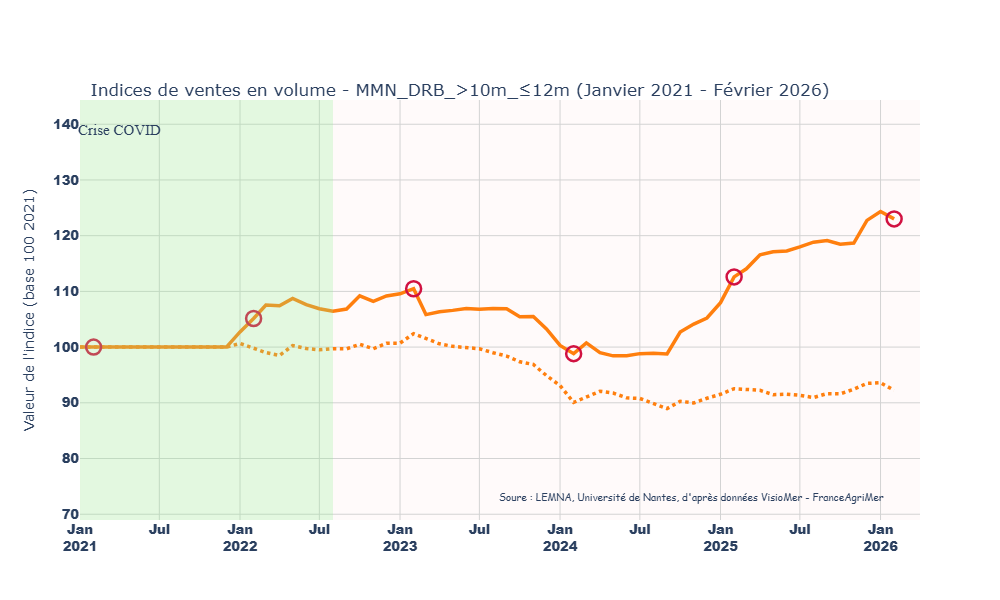 Indices de ventes en volume - MMN_DRB_>10m_≤12m (Janvier 2021 - Février 2026)
Valeur de l'indice (base 100 2021)
140
Crise COVID
130
120
110
100
90
80
70
Soure : LEMNA, Université de Nantes, d'après données VisioMer - FranceAgriMer
Jan Jul Jan Jul Jan Jul Jan Jul Jan Jul Jan
2021 2022 2023 2024 2025 2026